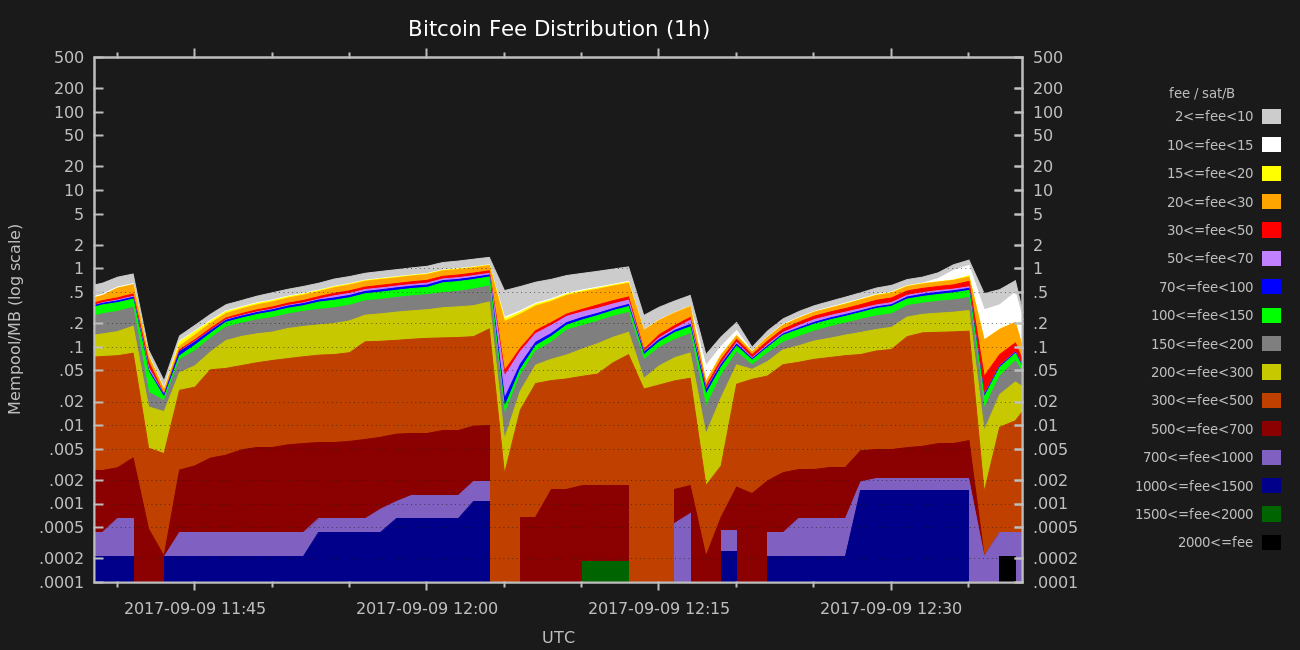 Bitcoin Fee Distribution (1h)
500
200
100
50
20
10
5
2
1
.5
.2
.1
.05
.02
.01
.005
.002
.001
.0005
.0002
.0001
Mempool/MB (log scale)
500
200
100
50
20
10
5
2
1
.5
.2
.1
.05
.02
.01
.005
.002
.001
.0005
.0002
.0001
2017-09-09 11:45
2017-09-09 12:00
2017-09-09 12:15
2017-09-09 12:30
UTC
fee / sat/B
2<=fee<10
10<=fee<15
15<=fee<20
20<=fee<30
30<=fee<50
50<=fee<70
70<=fee<100
100<=fee<150
150<=fee<200
200<=fee<300
300<=fee<500
500<=fee<700
700<=fee<1000
1000<=fee<1500
1500<=fee<2000
2000<=fee